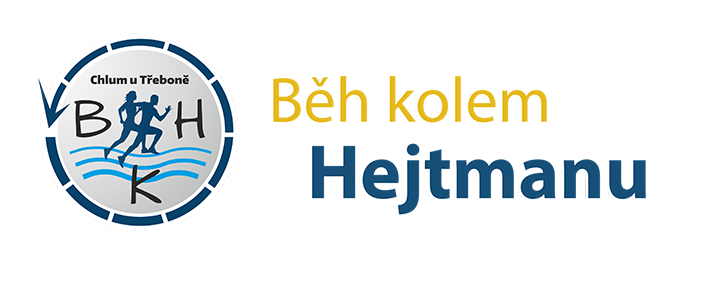 Chlum u Třeboně
B H
K
Běh kolem
Hejtmanu